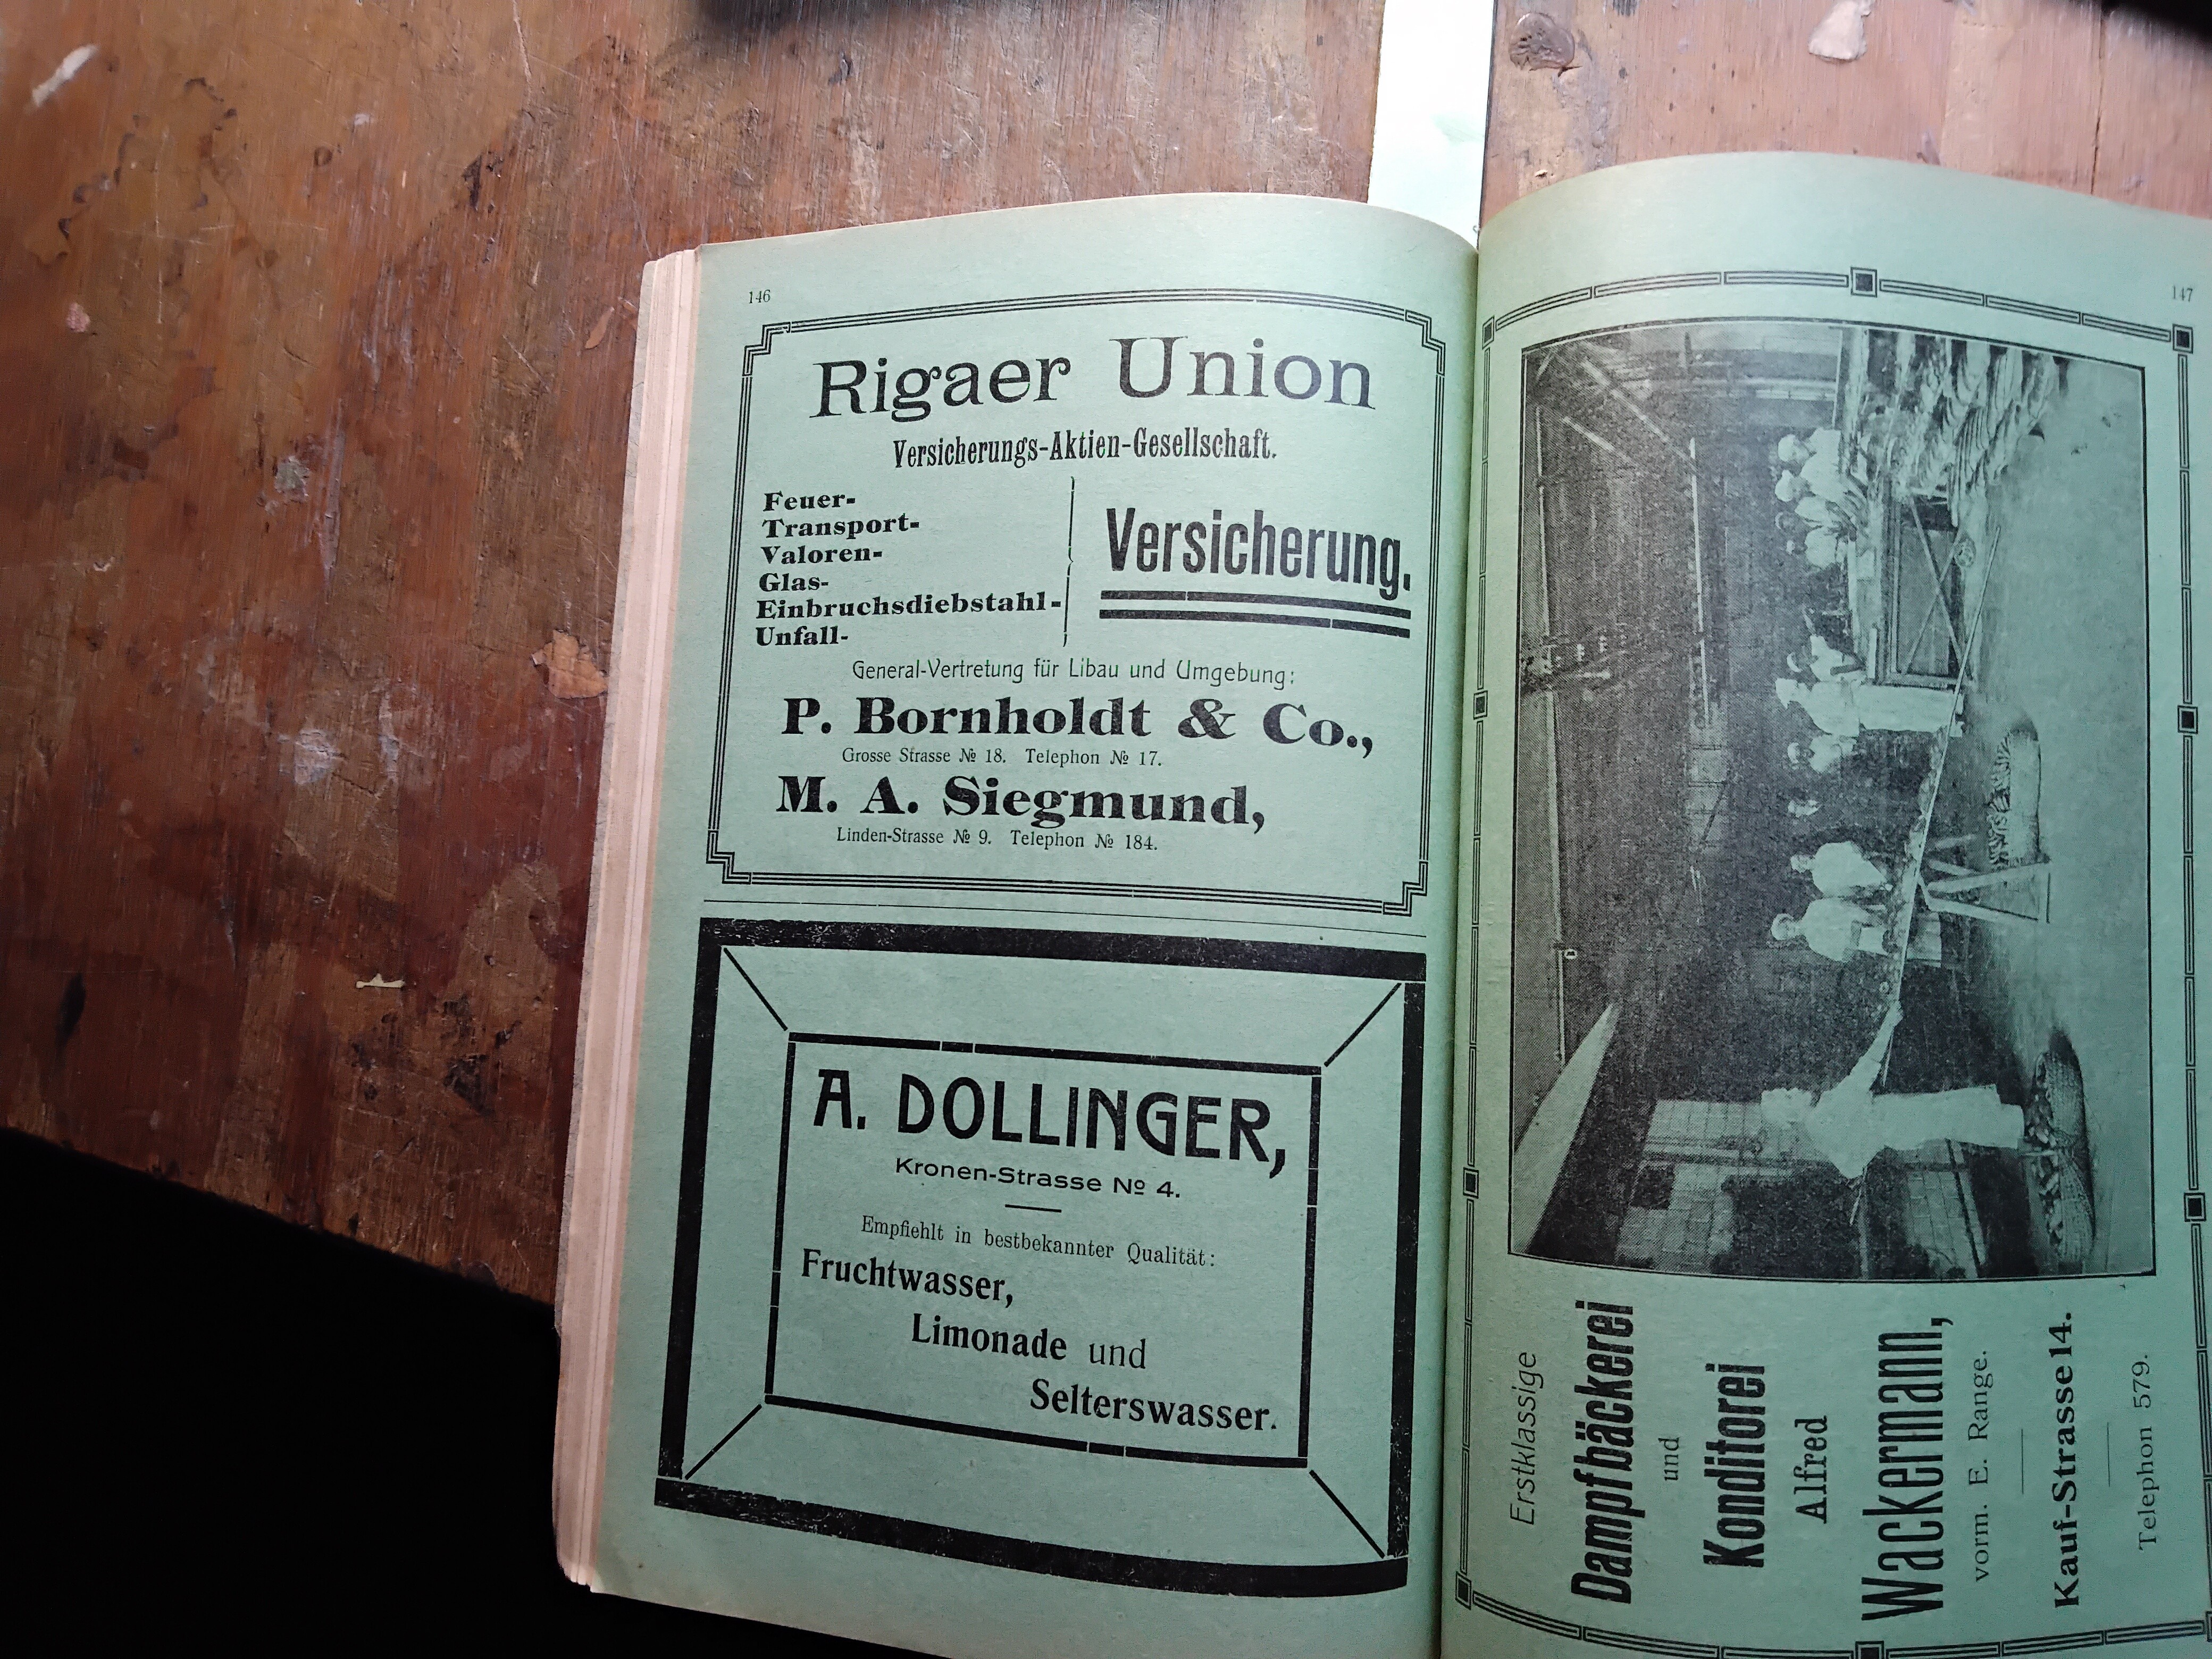 146
Rigaer Union
Versicherungs-Aktien-Gesellschaft.
Feuer-
Transport-
Valoren-
Glas-
Einbruchsdiebstahl-
Unfall-
Versicherung.
General-Vertretung für Libau und Umgebung:
P. Bornholdt & Co.,
Grosse Strasse № 18. Telephon № 17.
M. A. Siegmund,
Linden-Strasse № 9. Telephon № 184.
A. DOLLINGER,
Kronen-Strasse № 4.
Empfiehlt in bestbekannter Qualität:
Fruchtwasser,
Limonade und
Selterswasser.
147
Erstklassige
Dampfbäckerei
und
Konditorei
Alfred
Wackermann,
vorm. E. Range.
Kauf-Strasse 14.
Telephon 579.